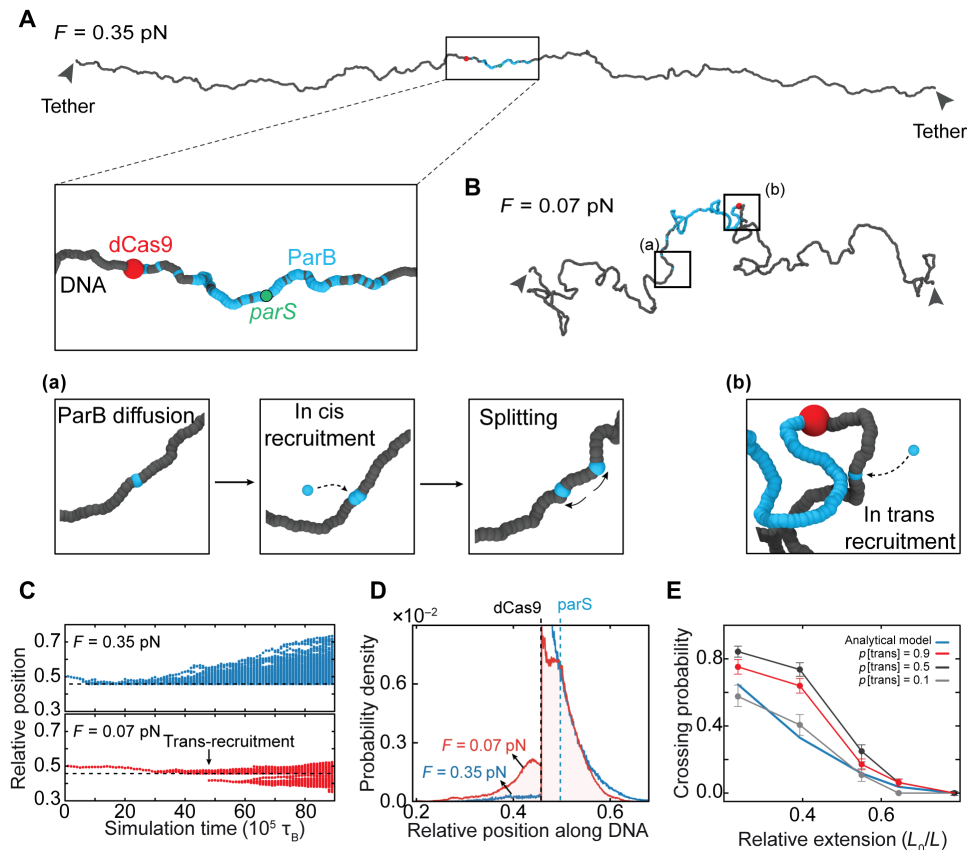 A
F = 0.35 pN
Tether
Tether
dCas9
DNA
ParB
parS
B
F = 0.07 pN
(a)
(b)
(a)
ParB diffusion
In cis
recruitment
Splitting
(b)
In trans
recruitment
C
Relative position
0.7
0.5
0.3
F = 0.35 pN
0.7
0.5
0.3
F = 0.07 pN
Trans-recruitment
0 20 40 60 80
Simulation time (10⁵ τB)
D
×10⁻²
dCas9
parS
Probability density
0.6
0.2
0.0
F = 0.07 pN
F = 0.35 pN
0.2 0.4 0.6
Relative position along DNA
E
Crossing probability
0.8
0.4
0.0
Analytical model
p[trans] = 0.9
p[trans] = 0.5
p[trans] = 0.1
0.4 0.6
Relative extension (L₀/L)